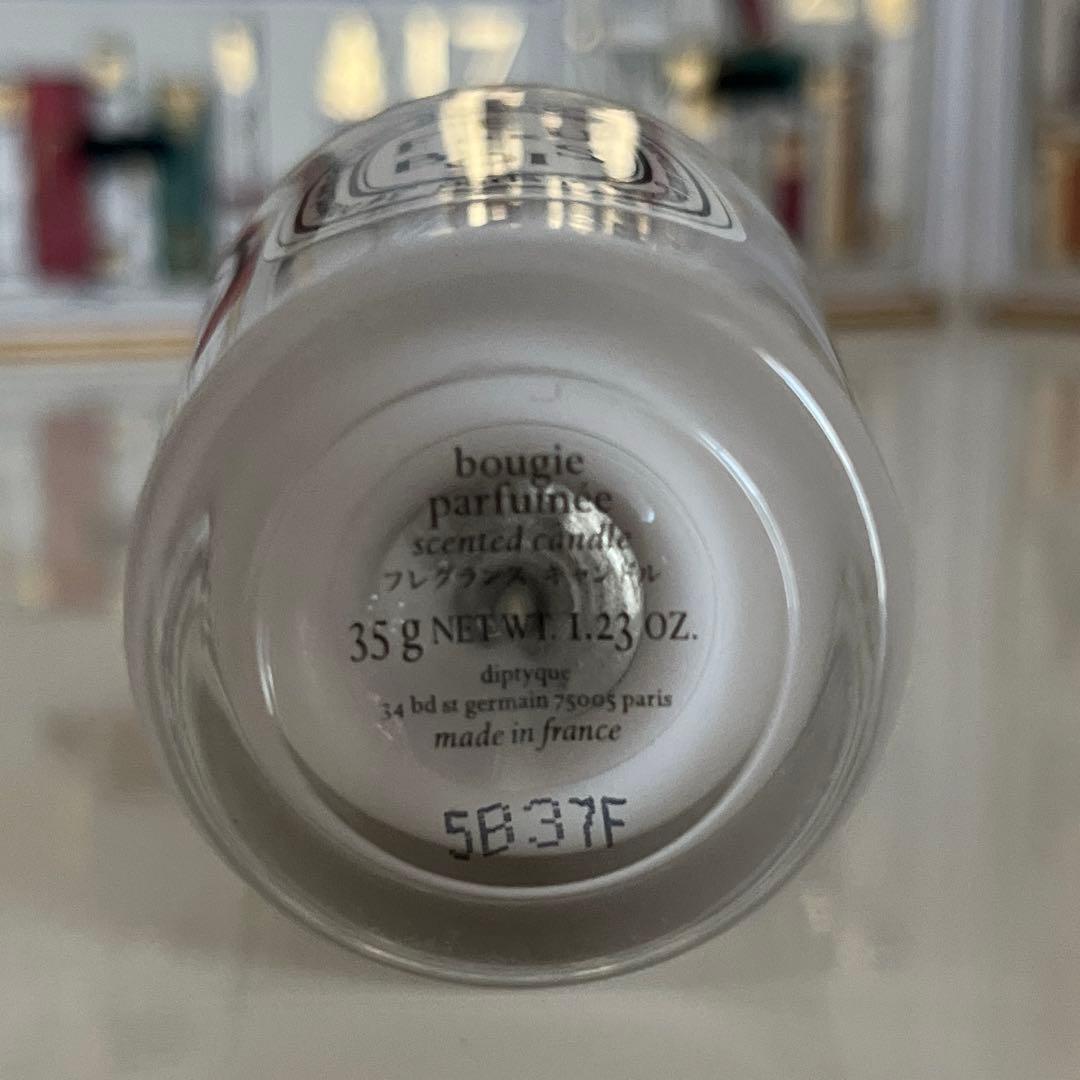 bougie
parfumée
scented candle
フレグランス キャンドル
35 g NET WT. 1.23 OZ.
diptyque
34 bd st germain 75005 paris
made in france
5B37F